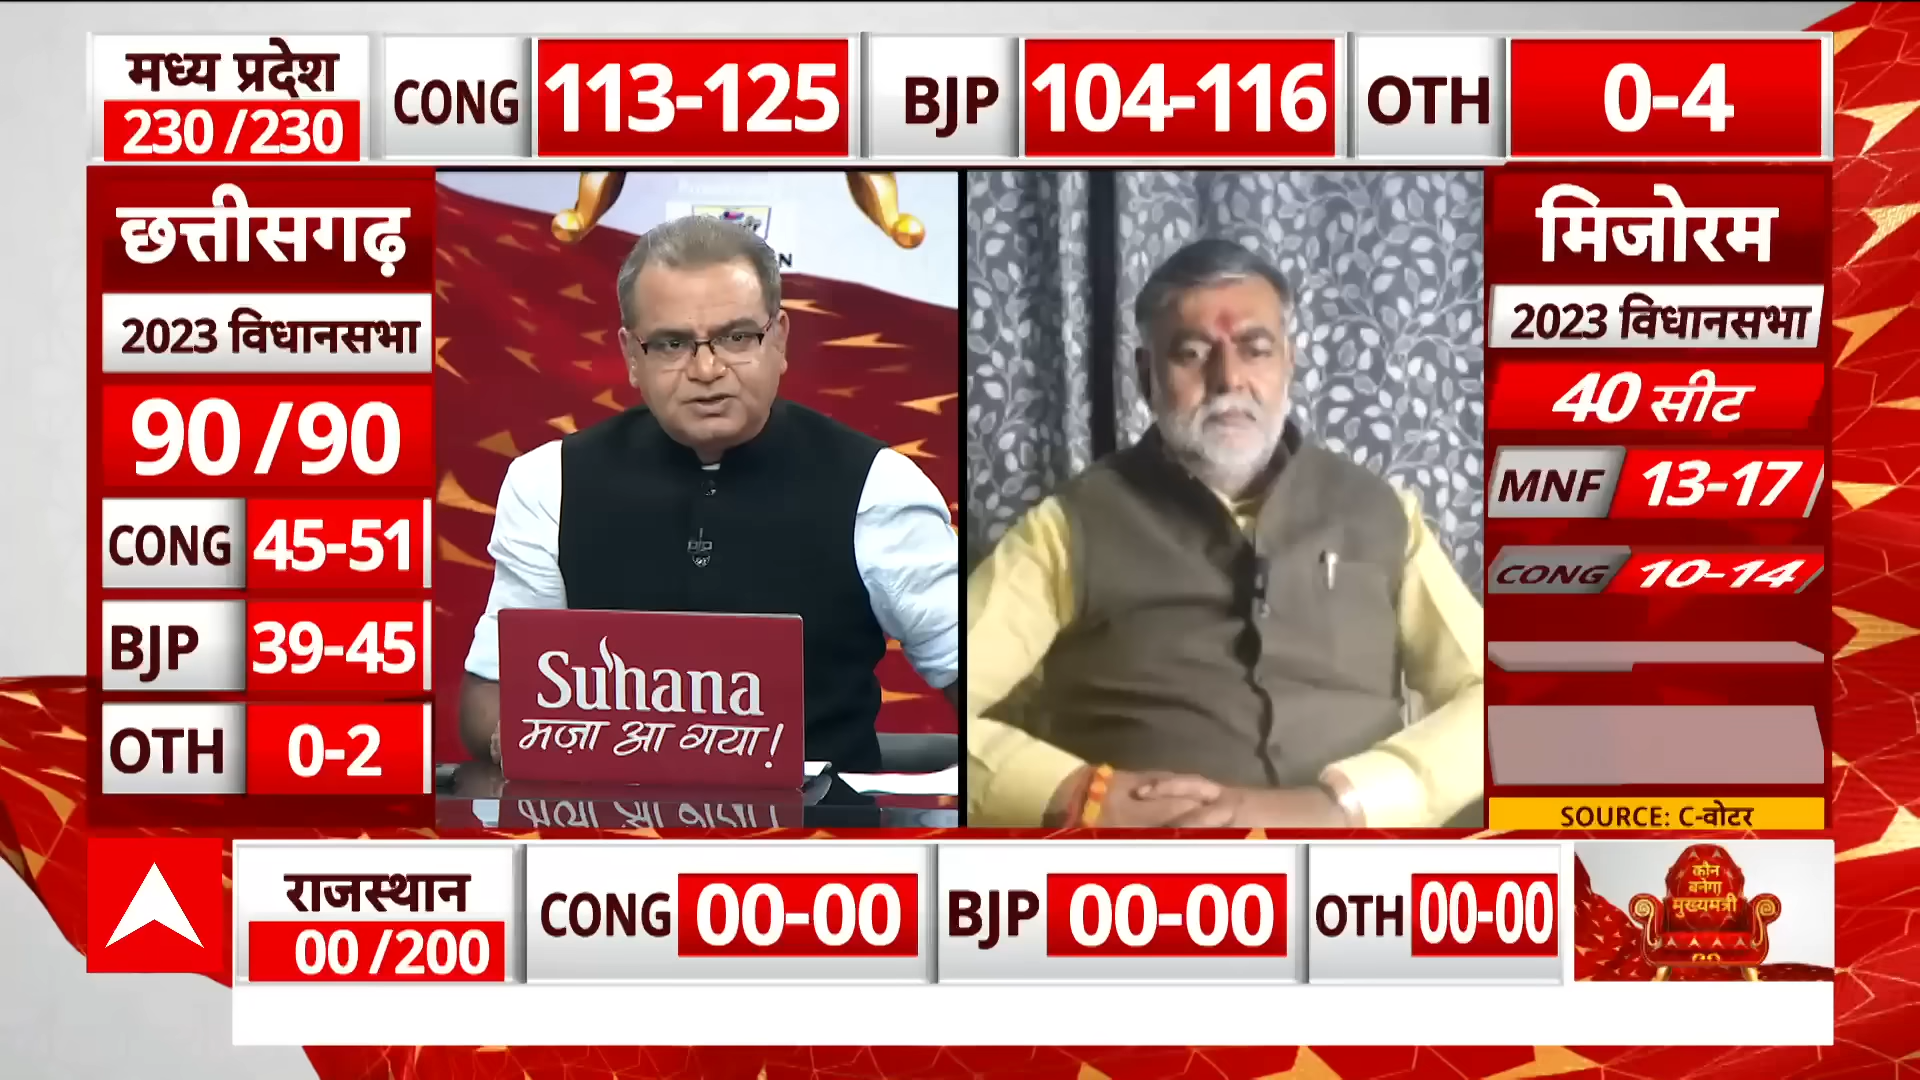 मध्य प्रदेश
230/230
CONG 113-125
BJP 104-116
OTH 0-4
छत्तीसगढ़
2023 विधानसभा
90/90
CONG 45-51
BJP 39-45
OTH 0-2
Suhana
मज़ा आ गया!
मिजोरम
2023 विधानसभा
40 सीट
MNF 13-17
CONG 10-14
SOURCE: C-वोटर
राजस्थान
00/200
CONG 00-00
BJP 00-00
OTH 00-00
कौन
बनेगा
मुख्यमंत्री